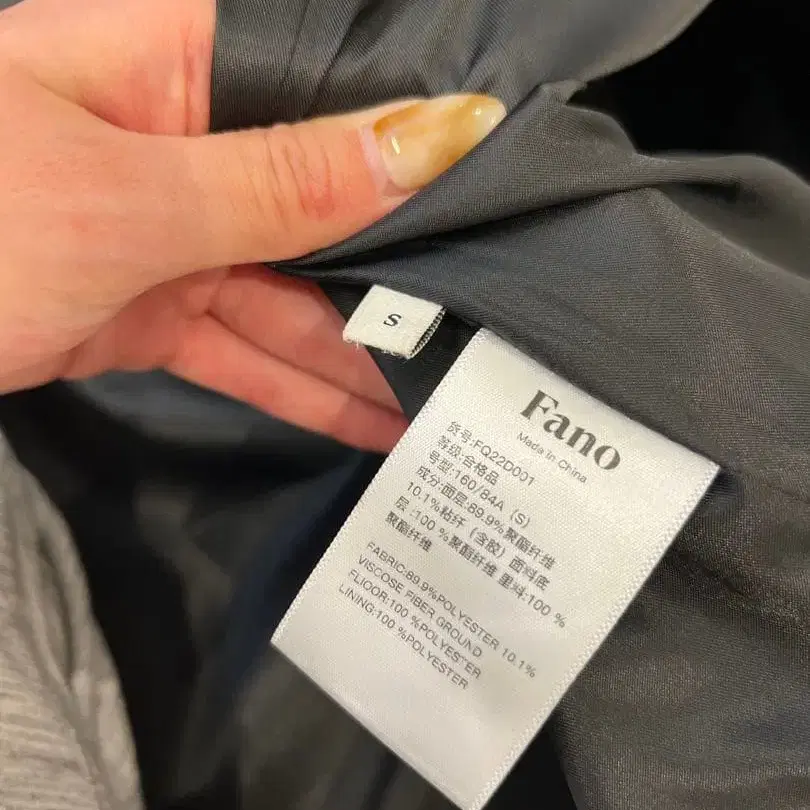 S
Fano
Made In China
货号:FQ22D001
等级:合格品
号型:160/84A (S)
成分:面层:89.9%聚酯纤维
10.1%粘纤(含胶) 面料底
层:100 %聚酯纤维 里料:100 %
聚酯纤维
FABRIC:89.9%POLYESTER 10.1%
VISCOSE FIBER GROUND
FLIOOR:100 %POLYESTER
LINING:100 %POLYESTER